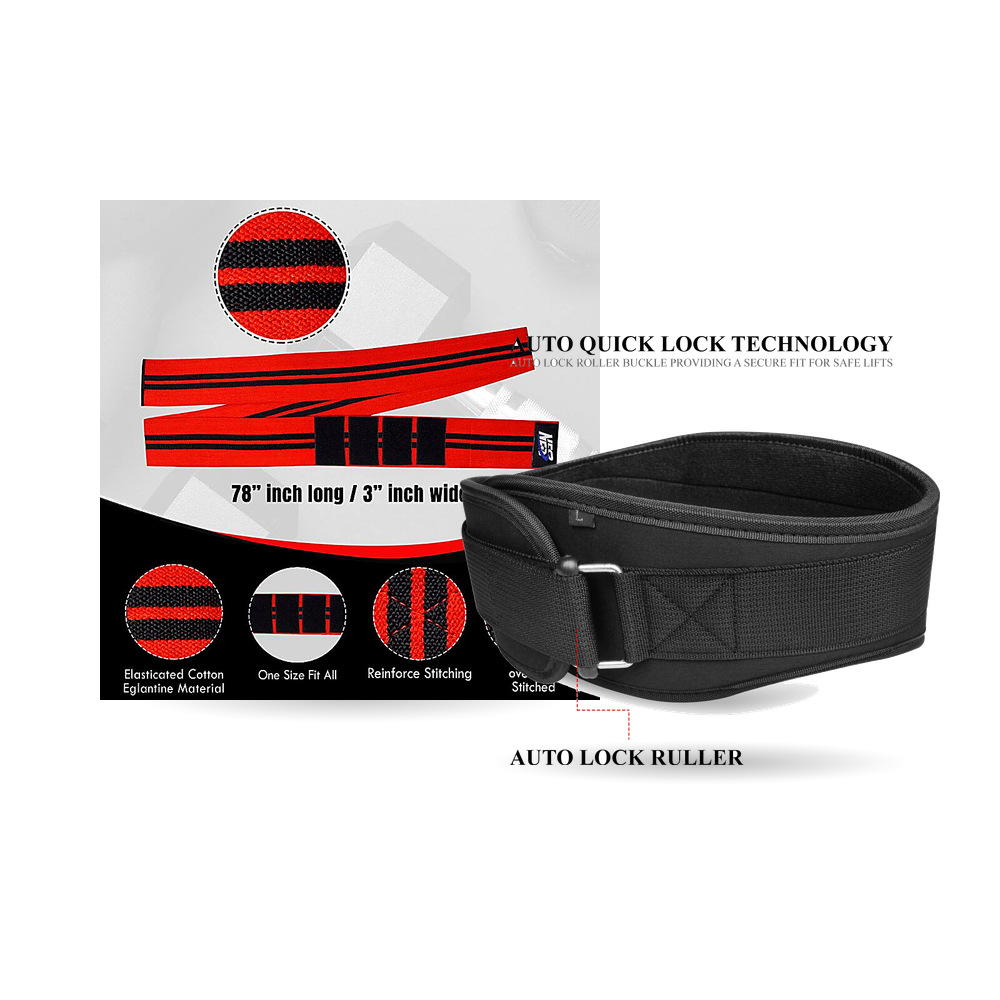 AUTO QUICK LOCK TECHNOLOGY
AUTO LOCK ROLLER BUCKLE PROVIDING A SECURE FIT FOR SAFE LIFTS
NEO
78” inch long / 3” inch wide
L
Elasticated Cotton
Eglantine Material
One Size Fit All
Reinforce Stitching
Stitched
AUTO LOCK RULLER